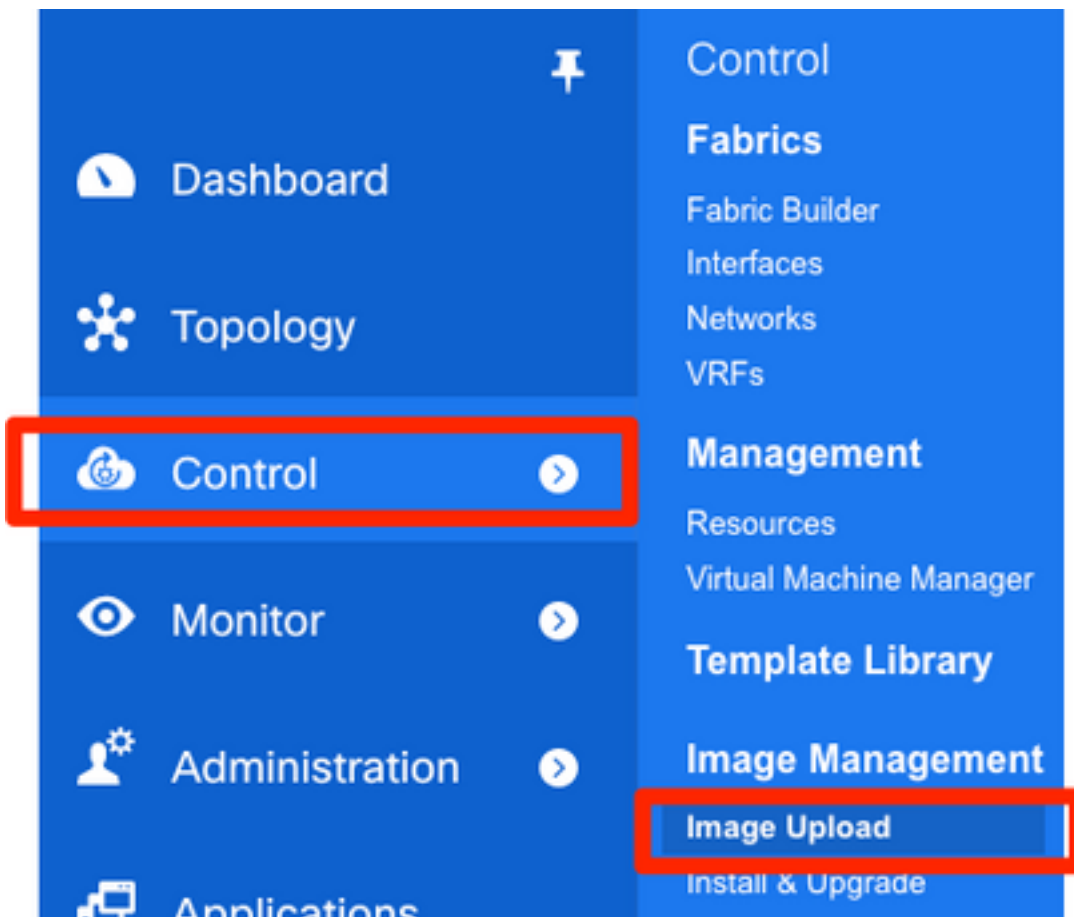 Dashboard
Topology
Control
Monitor
Administration
Applications
Control
Fabrics
Fabric Builder
Interfaces
Networks
VRFs
Management
Resources
Virtual Machine Manager
Template Library
Image Management
Image Upload
Install & Upgrade